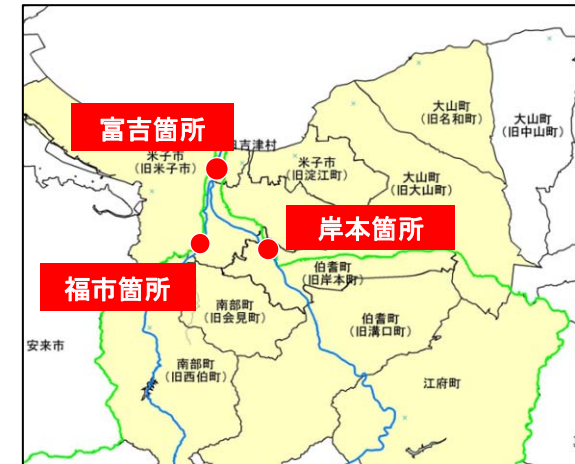 富吉箇所
日吉津村
米子市
(旧米子市)
米子市
(旧淀江町)
大山町
(旧名和町)
大山町
(旧中山町)
大山町
(旧大山町)
岸本箇所
福市箇所
伯耆町
(旧岸本町)
南部町
(旧会見町)
伯耆町
(旧溝口町)
安来市
南部町
(旧西伯町)
江府町